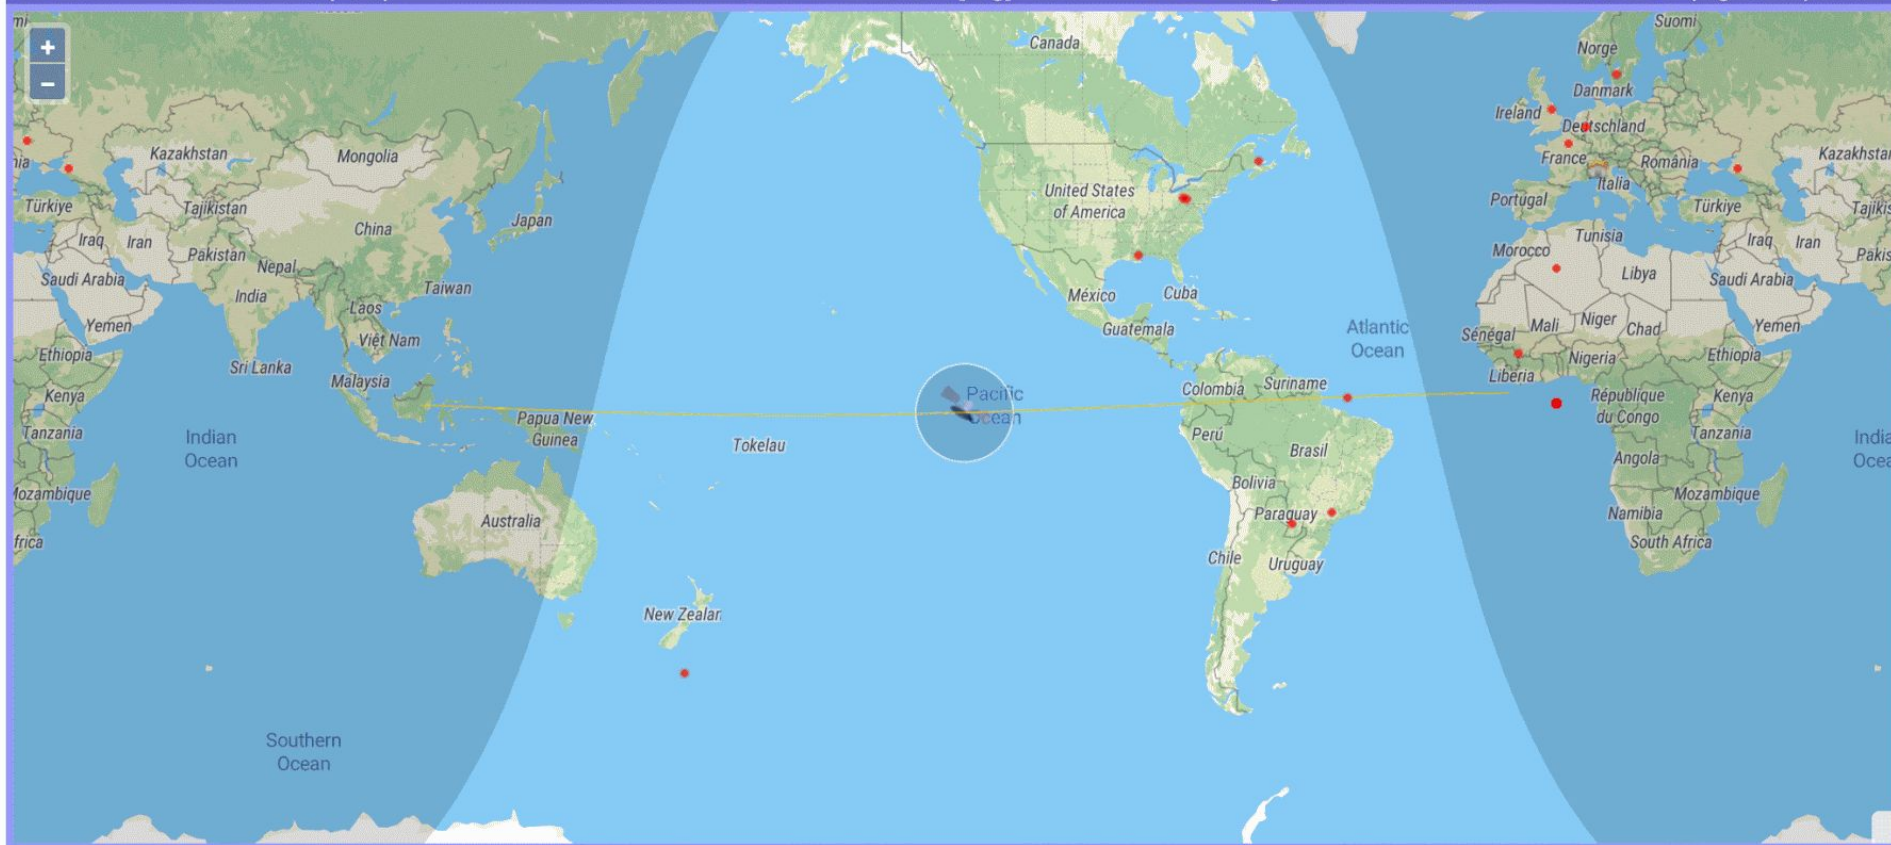 Suomi
Norge
Canada
+
−
Danmark
Ireland
Deutschland
Kazakhstan
Mongolia
France
România
Kazakhstan
nia
Italia
United States
of America
Portugal
Türkiye
Tajikistan
Japan
Türkiye
Tajikis
China
Tunisia
Iraq
Iran
Morocco
Iraq
Iran
Pakistan
Pakis
Nepal
Saudi Arabia
Taiwan
Libya
Saudi Arabia
India
México
Cuba
Laos
Yemen
Việt Nam
Guatemala
Atlantic
Ocean
Sénégal
Mali
Niger
Chad
Yemen
Ethiopia
Sri Lanka
Nigeria
Ethiopia
Malaysia
Liberia
Kenya
Pacific
Ocean
Colombia
Suriname
République
du Congo
Kenya
Papua New
Guinea
Tanzania
Indian
Ocean
Tokelau
Perú
Brasil
Tanzania
India
Ocea
Angola
Mozambique
Bolivia
Mozambique
Australia
Paraguay
Namibia
frica
South Africa
Chile
Uruguay
New Zealan
Southern
Ocean